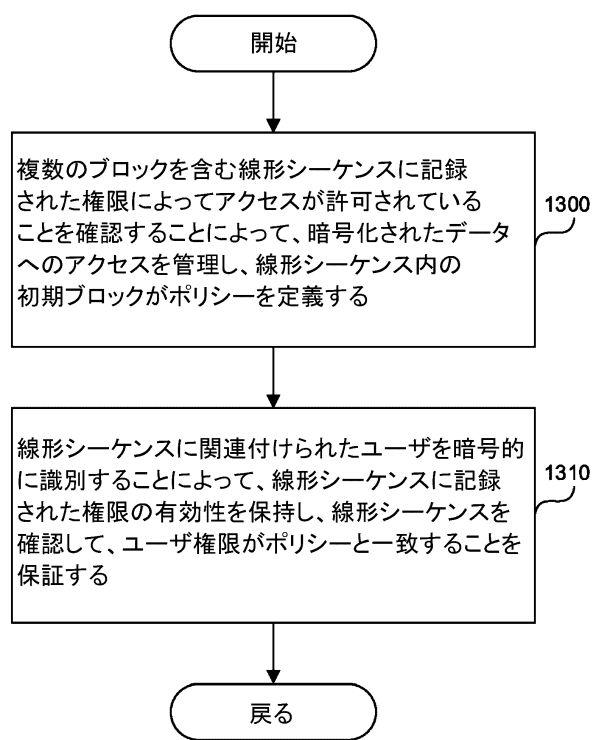 開始
複数のブロックを含む線形シーケンスに記録
された権限によってアクセスが許可されている
ことを確認することによって、暗号化されたデータ
へのアクセスを管理し、線形シーケンス内の
初期ブロックがポリシーを定義する
1300
線形シーケンスに関連付けられたユーザを暗号的
に識別することによって、線形シーケンスに記録
された権限の有効性を保持し、線形シーケンスを
確認して、ユーザ権限がポリシーと一致することを
保証する
1310
戻る